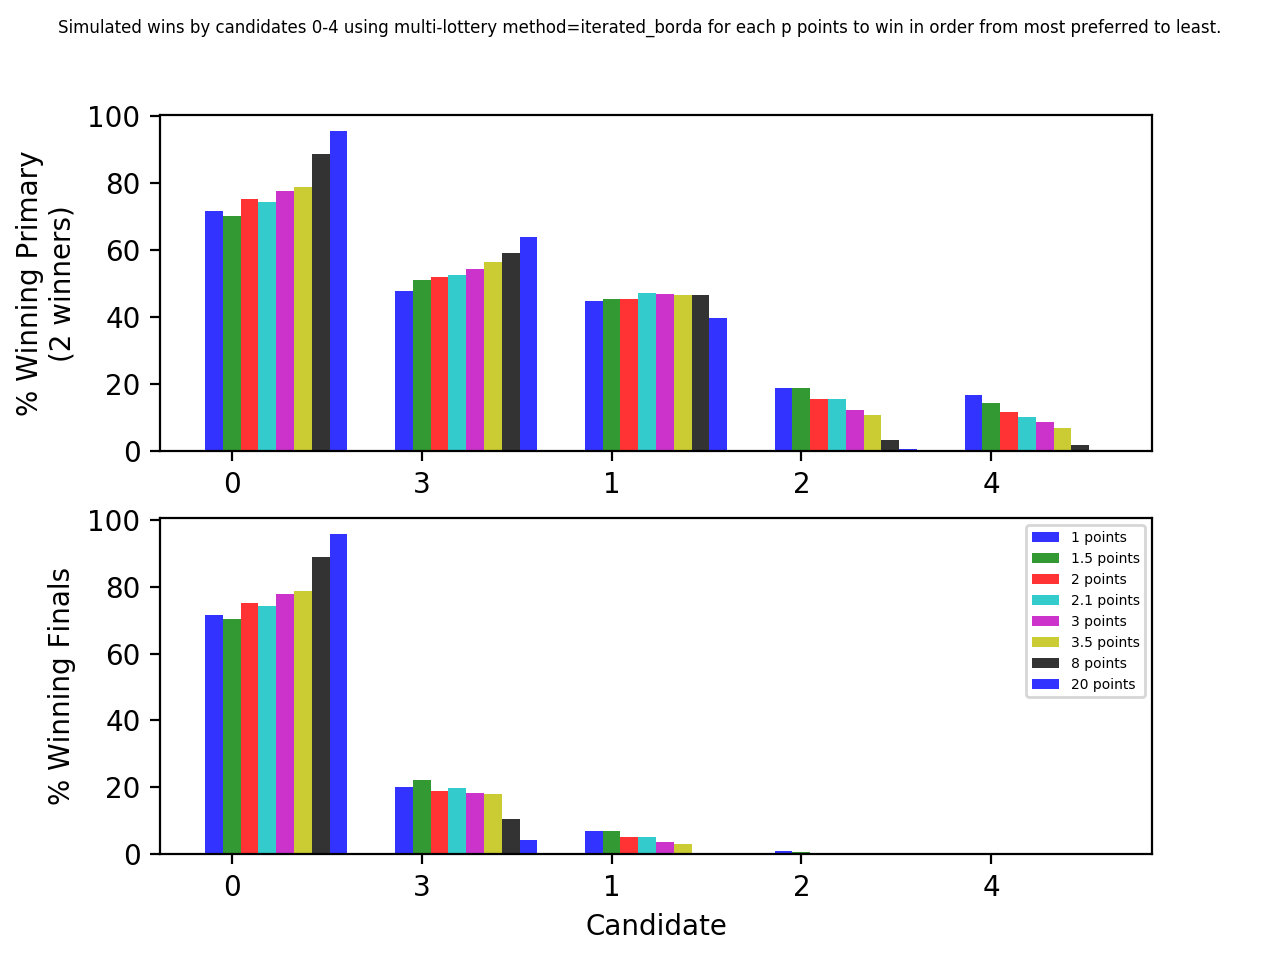 Simulated wins by candidates 0-4 using multi-lottery method=iterated_borda for each p points to win in order from most preferred to least.
% Winning Primary
(2 winners)
100
80
60
40
20
0
0 3 1 2 4
% Winning Finals
100
80
60
40
20
0
1 points
1.5 points
2 points
2.1 points
3 points
3.5 points
8 points
20 points
0 3 1 2 4
Candidate